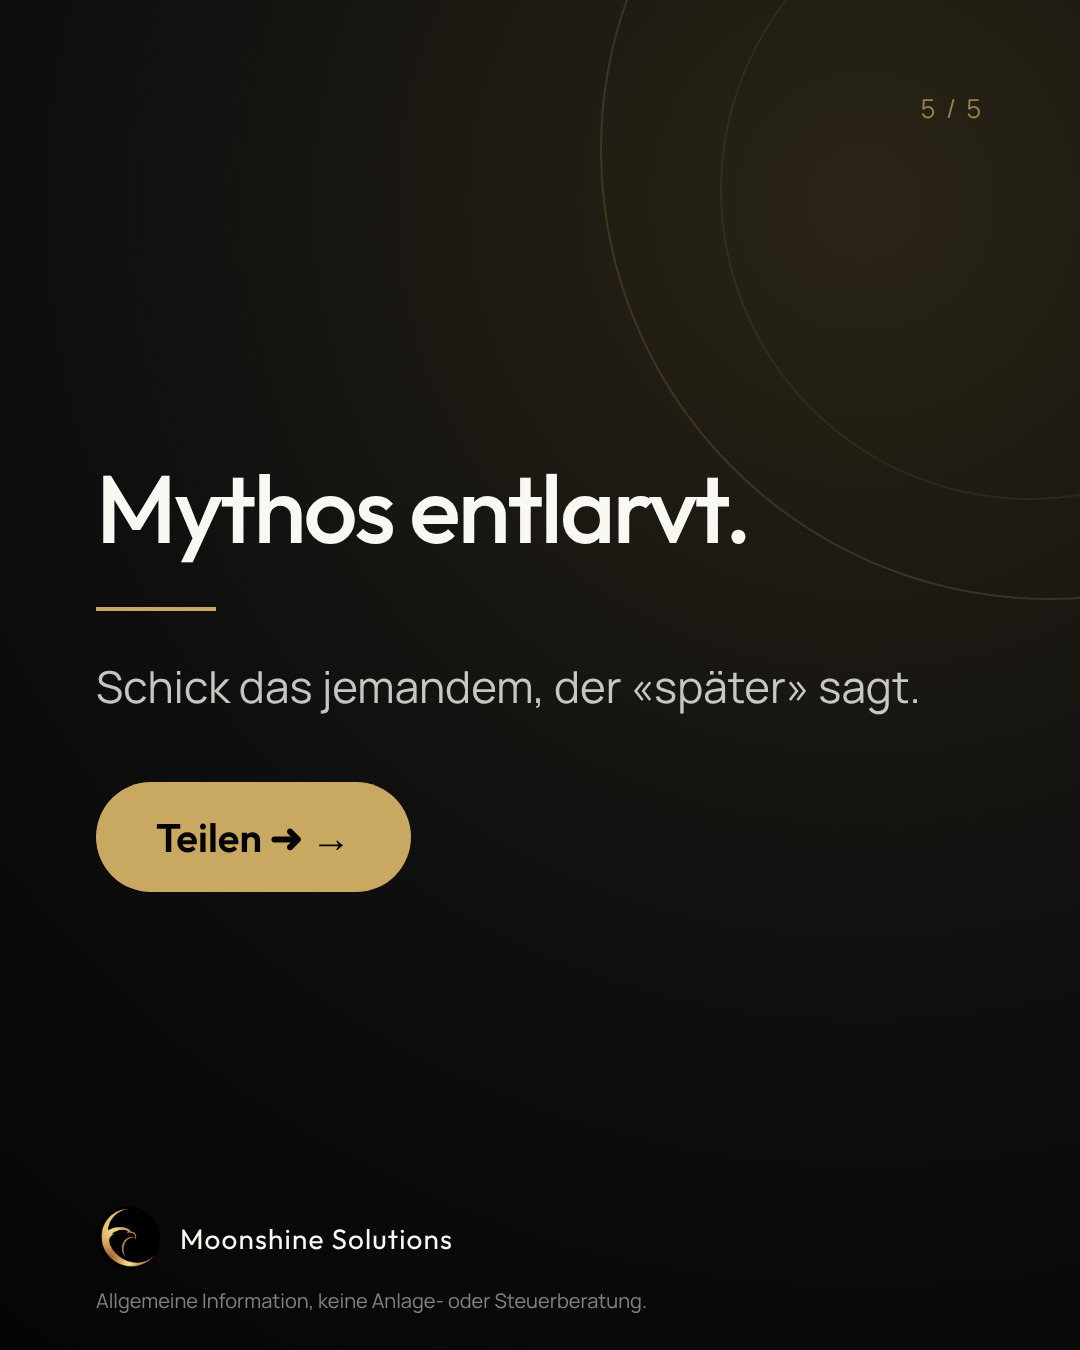 5 / 5
Mythos entlarvt.
Schick das jemandem, der «später» sagt.
Teilen ➜ →
Moonshine Solutions
Allgemeine Information, keine Anlage- oder Steuerberatung.